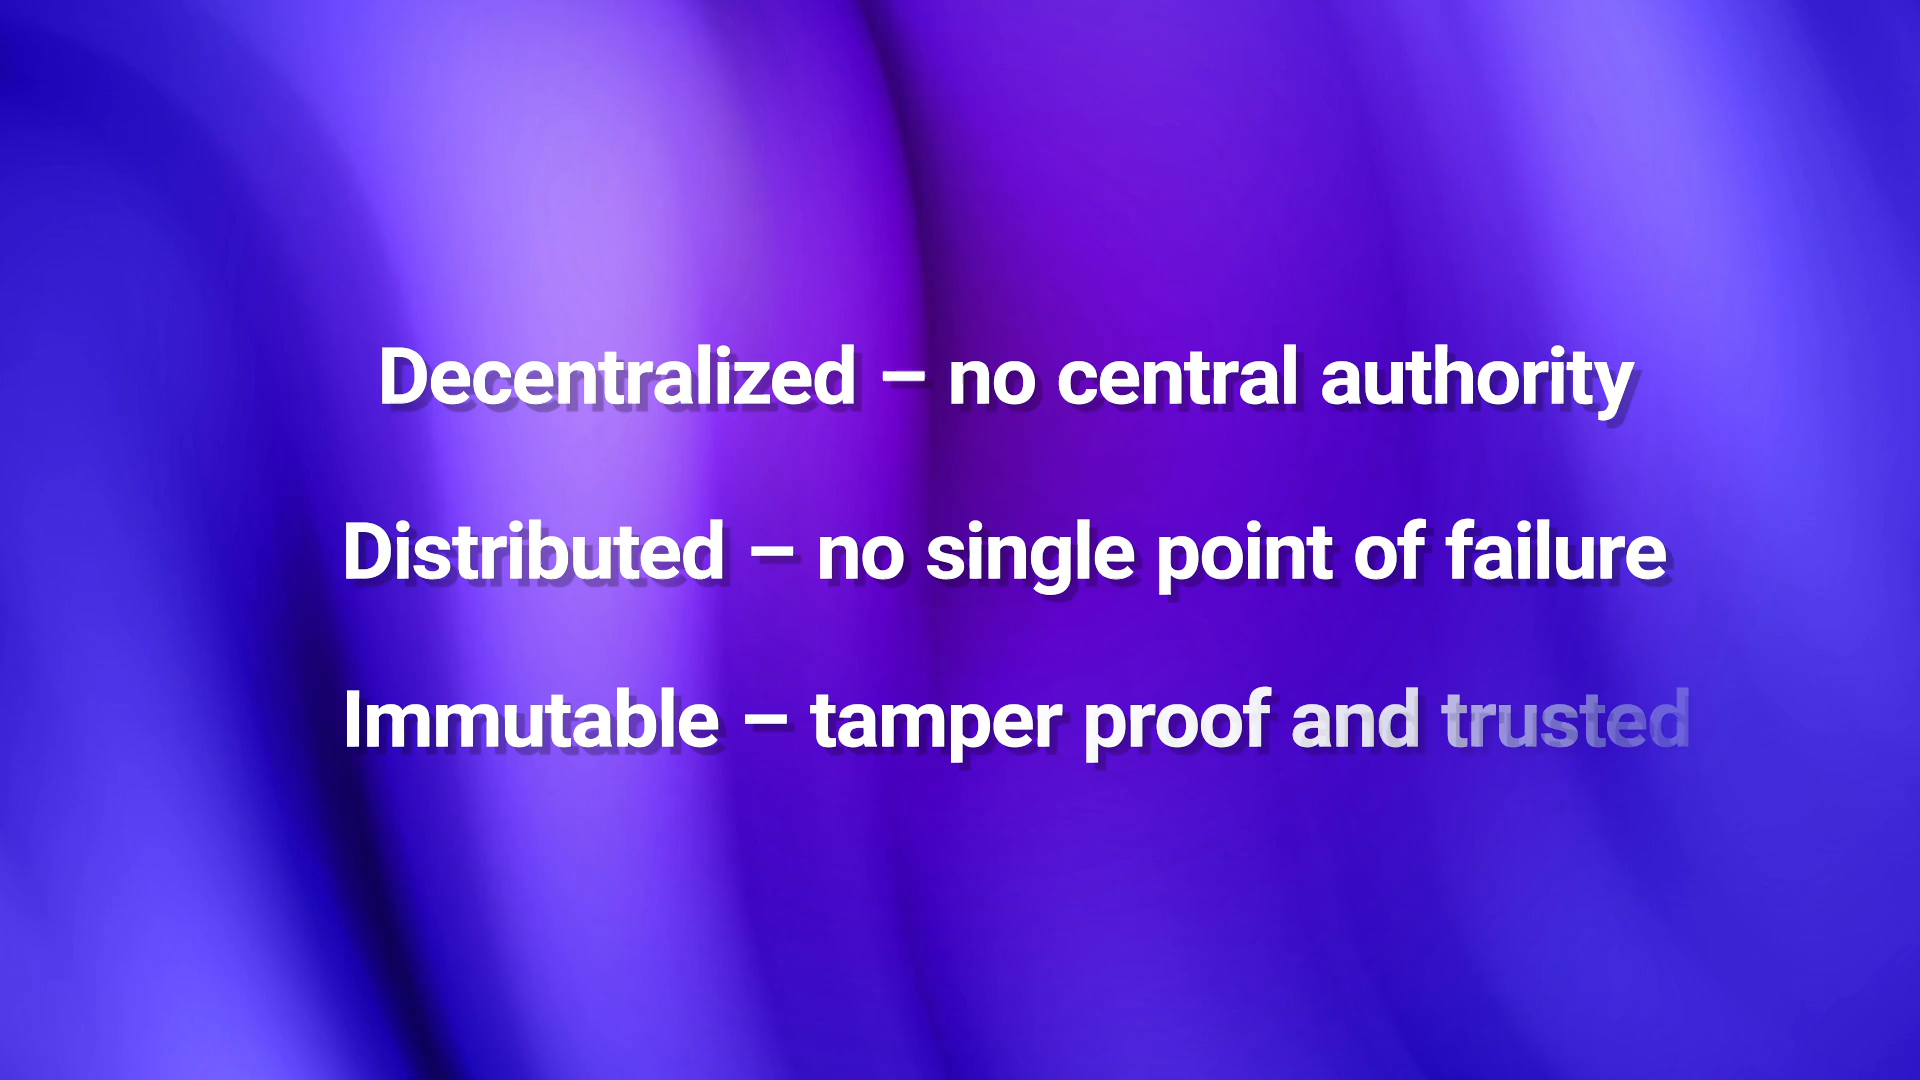 Decentralized – no central authority
Distributed – no single point of failure
Immutable – tamper proof and trusted